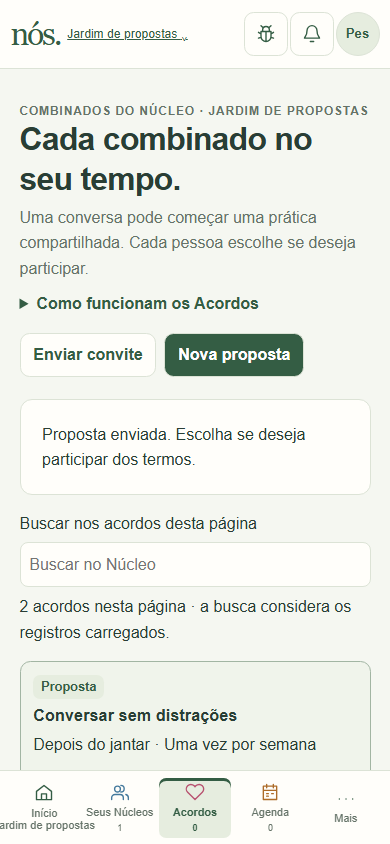 nós. Jardim de propostas
Pes
COMBINADOS DO NÚCLEO · JARDIM DE PROPOSTAS
Cada combinado no
seu tempo.
Uma conversa pode começar uma prática
compartilhada. Cada pessoa escolhe se deseja
participar.
▶ Como funcionam os Acordos
Enviar convite Nova proposta
Proposta enviada. Escolha se deseja
participar dos termos.
Buscar nos acordos desta página
Buscar no Núcleo
2 acordos nesta página · a busca considera os
registros carregados.
Proposta
Conversar sem distrações
Depois do jantar · Uma vez por semana
Início Seus Núcleos Acordos Agenda Mais
ardim de propostas 1 0 0